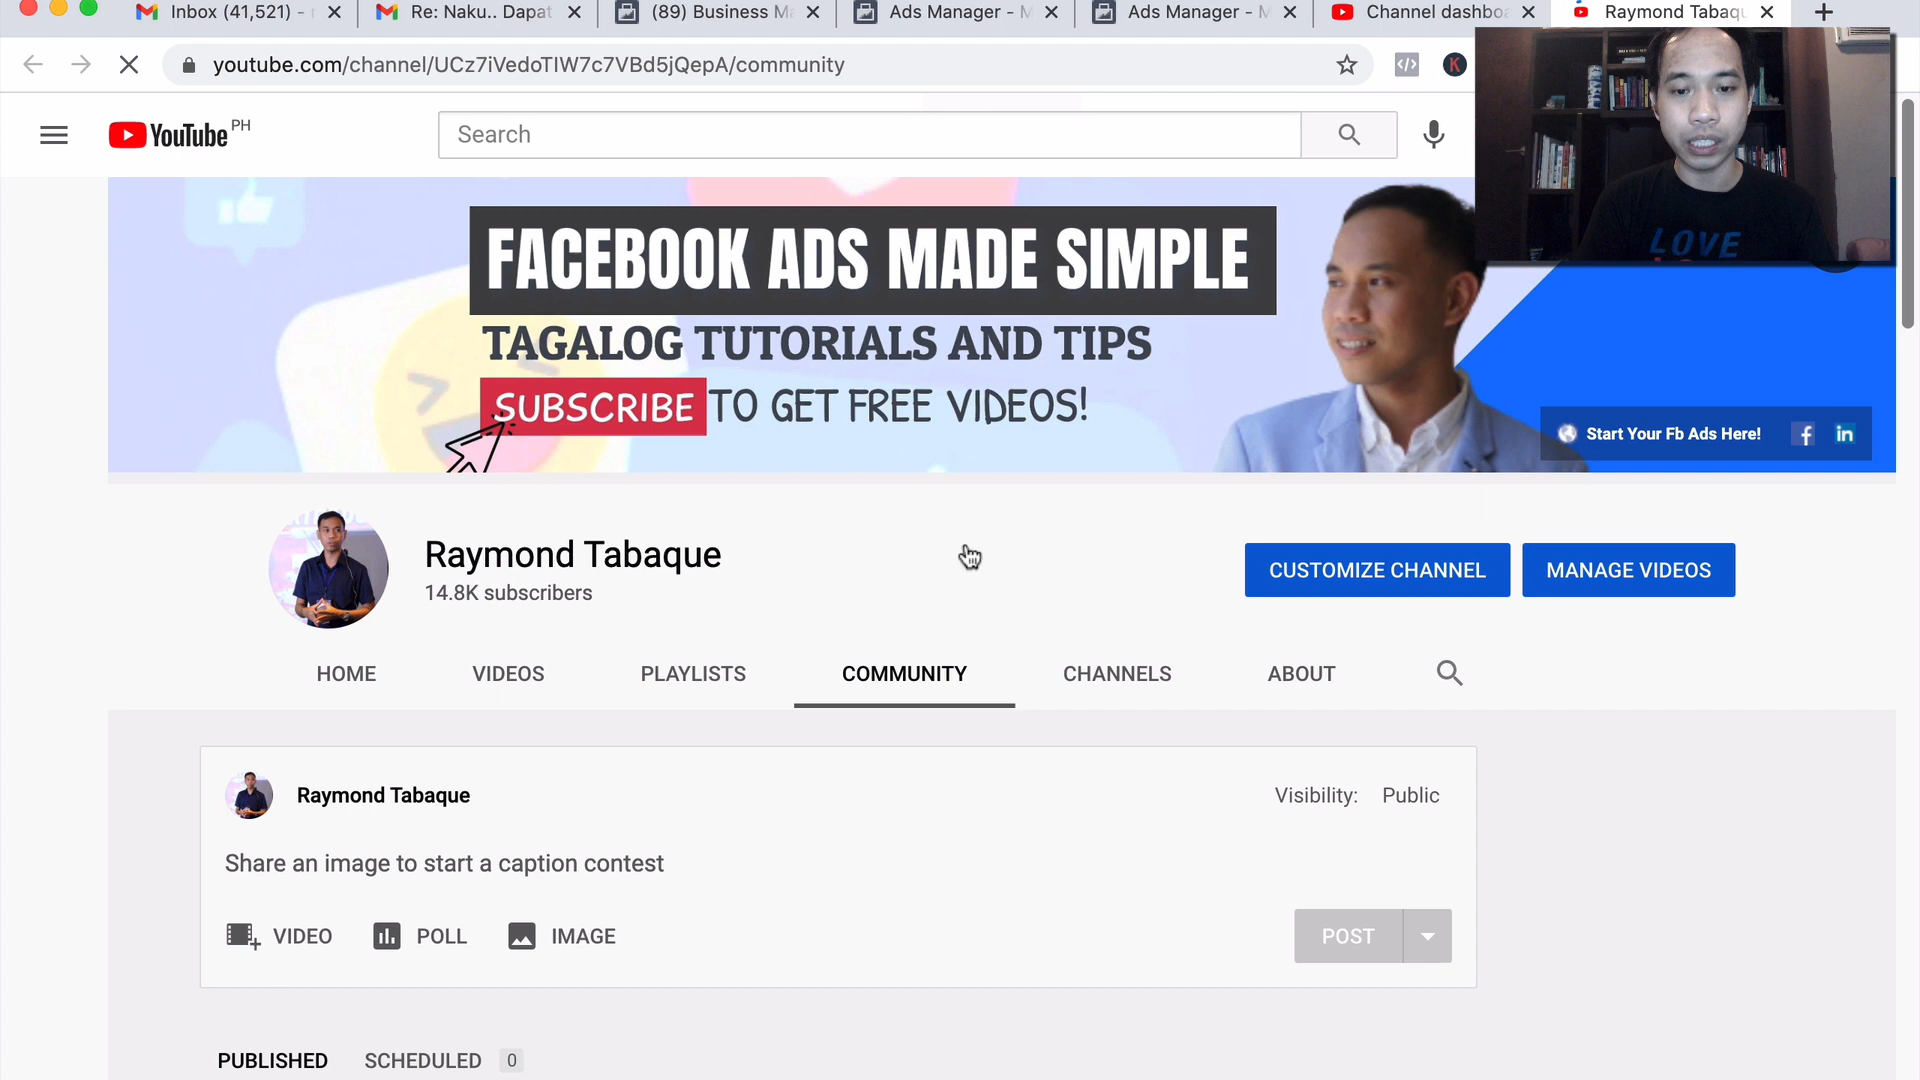 Inbox (41,521) -
Re: Naku.. Dapat
(89) Business Ma
Ads Manager - M
Ads Manager - M
Channel dashboa
Raymond Tabaqu
youtube.com/channel/UCz7iVedoTIW7c7VBd5jQepA/community
K
YouTube PH
Search
FACEBOOK ADS MADE SIMPLE
TAGALOG TUTORIALS AND TIPS
SUBSCRIBE TO GET FREE VIDEOS!
LOVE
Start Your Fb Ads Here!
Raymond Tabaque
14.8K subscribers
CUSTOMIZE CHANNEL
MANAGE VIDEOS
HOME VIDEOS PLAYLISTS COMMUNITY CHANNELS ABOUT
Raymond Tabaque
Visibility: Public
Share an image to start a caption contest
VIDEO POLL IMAGE
POST
PUBLISHED SCHEDULED 0